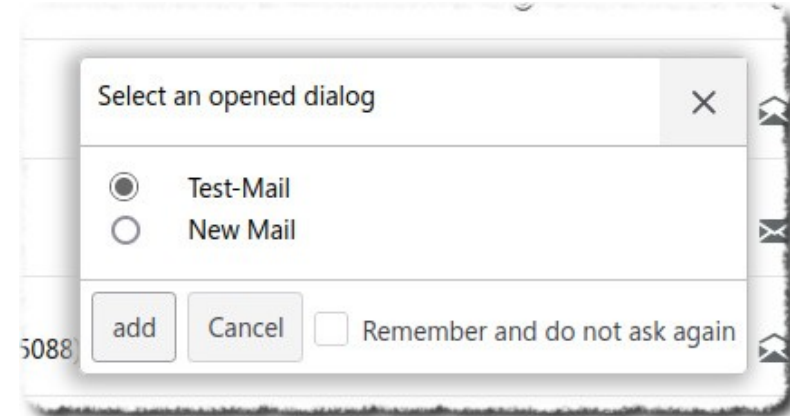 Select an opened dialog
Test-Mail
New Mail
add Cancel Remember and do not ask again
5088)